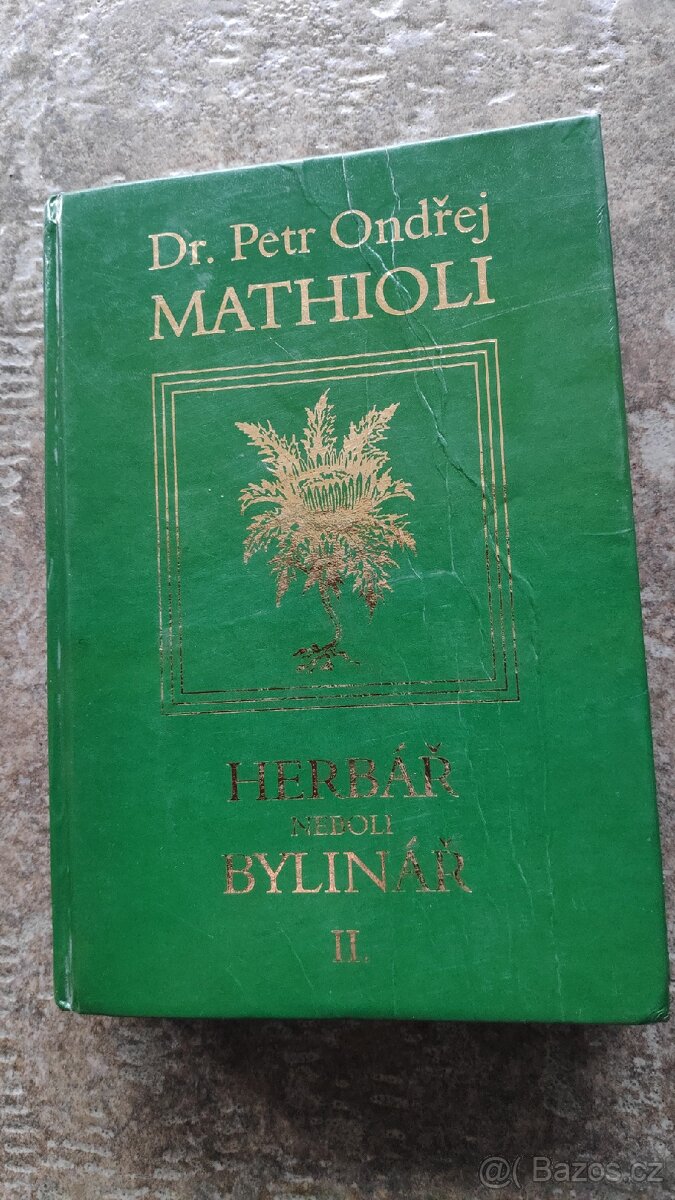 Dr. Petr Ondřej
MATHIOLI
HERBÁŘ
NEBOLI
BYLINÁŘ
II.
@ Bazos.cz